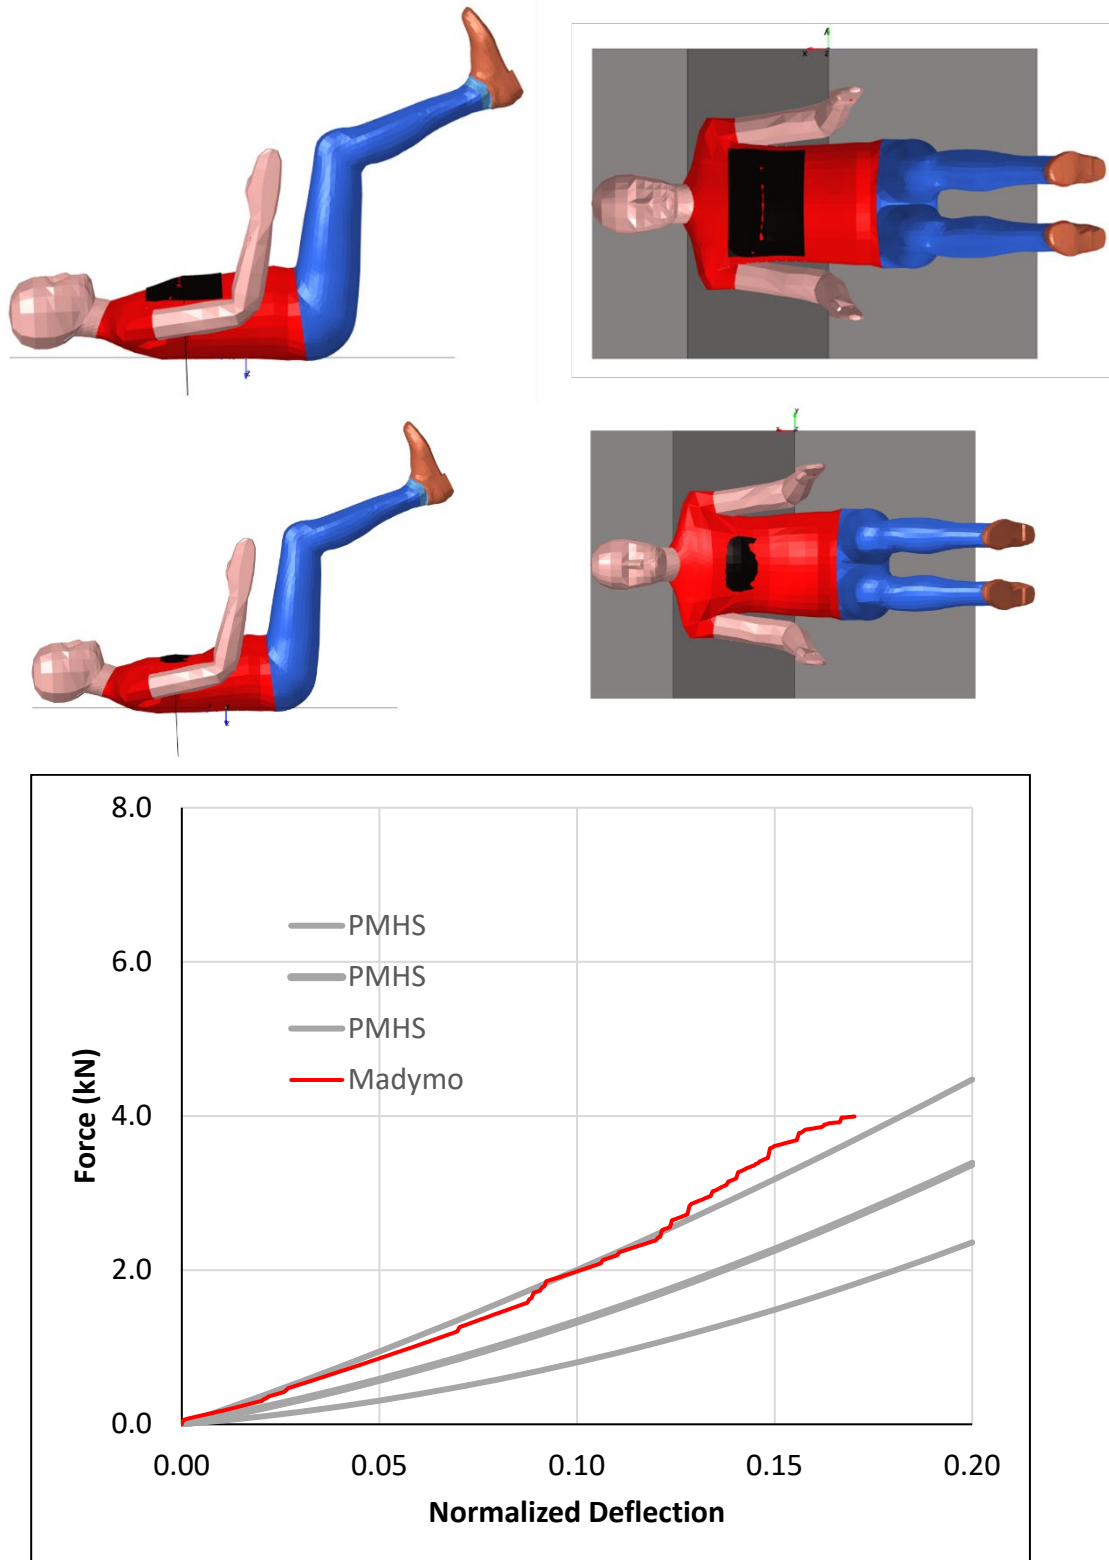 x
z
z
y
x
z
z
8.0
6.0
4.0
2.0
0.0
PMHS
PMHS
PMHS
Madymo
Force (kN)
0.00 0.05 0.10 0.15 0.20
Normalized Deflection